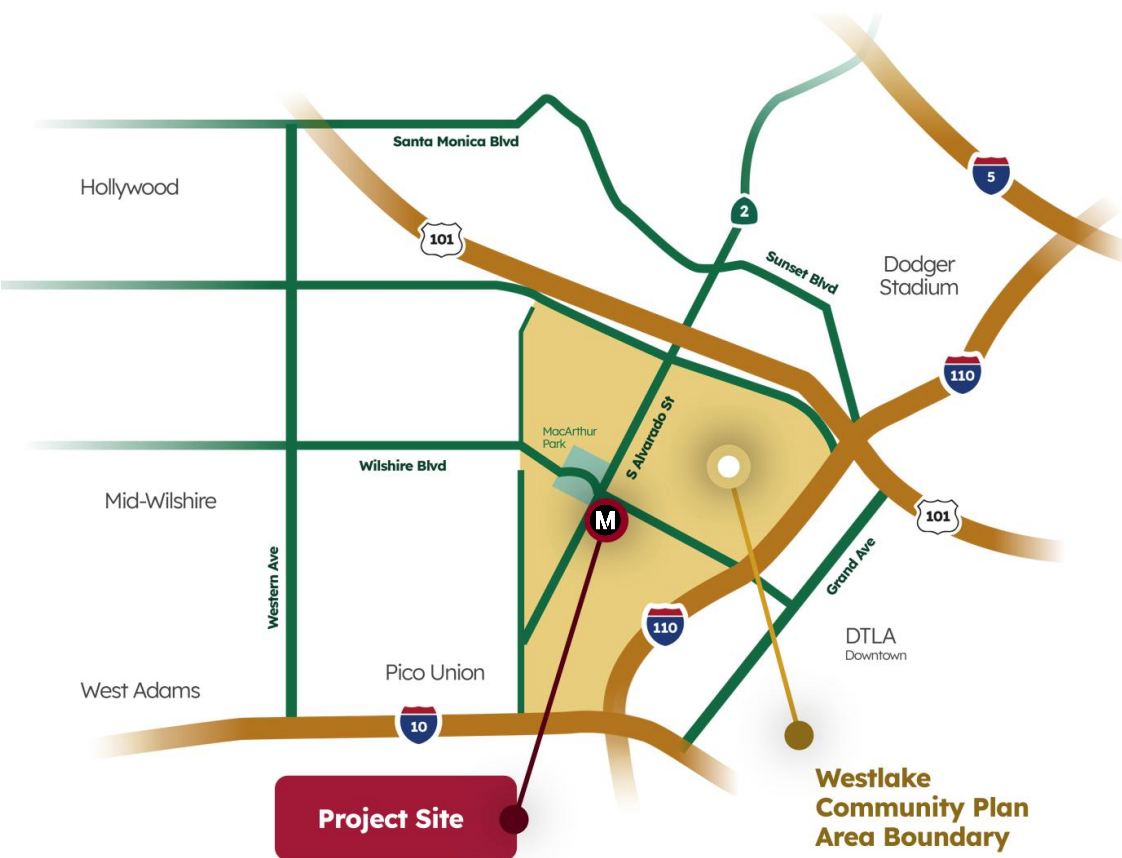 Santa Monica Blvd
Hollywood
5
2
101
Sunset Blvd
Dodger
Stadium
110
S Alvarado St
MacArthur
Park
Wilshire Blvd
Mid-Wilshire
M
101
Western Ave
Grand Ave
110
DTLA
Downtown
Pico Union
West Adams
10
Westlake
Community Plan
Area Boundary
Project Site